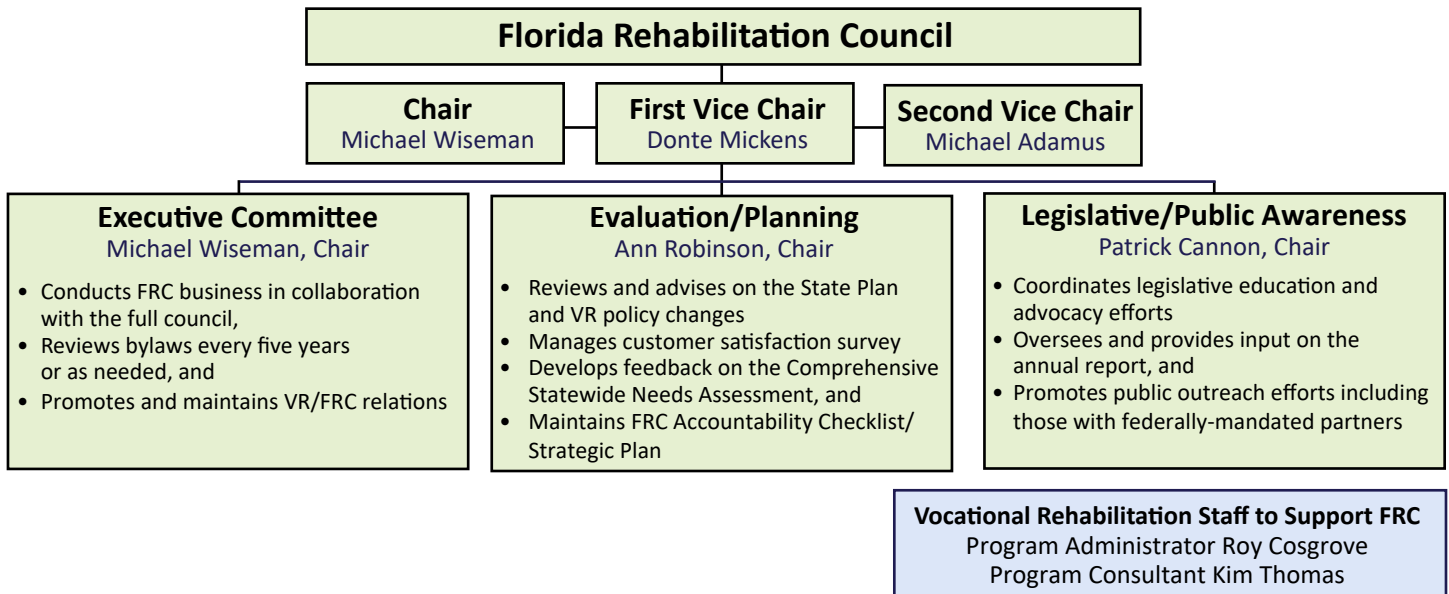 Florida Rehabilitation Council
Chair
Michael Wiseman
First Vice Chair
Donte Mickens
Second Vice Chair
Michael Adamus
Executive Committee
Michael Wiseman, Chair
• Conducts FRC business in collaboration
with the full council,
• Reviews bylaws every five years
or as needed, and
• Promotes and maintains VR/FRC relations
Evaluation/Planning
Ann Robinson, Chair
• Reviews and advises on the State Plan
and VR policy changes
• Manages customer satisfaction survey
• Develops feedback on the Comprehensive
Statewide Needs Assessment, and
• Maintains FRC Accountability Checklist/
Strategic Plan
Legislative/Public Awareness
Patrick Cannon, Chair
• Coordinates legislative education and
advocacy efforts
• Oversees and provides input on the
annual report, and
• Promotes public outreach efforts including
those with federally-mandated partners
Vocational Rehabilitation Staff to Support FRC
Program Administrator Roy Cosgrove
Program Consultant Kim Thomas